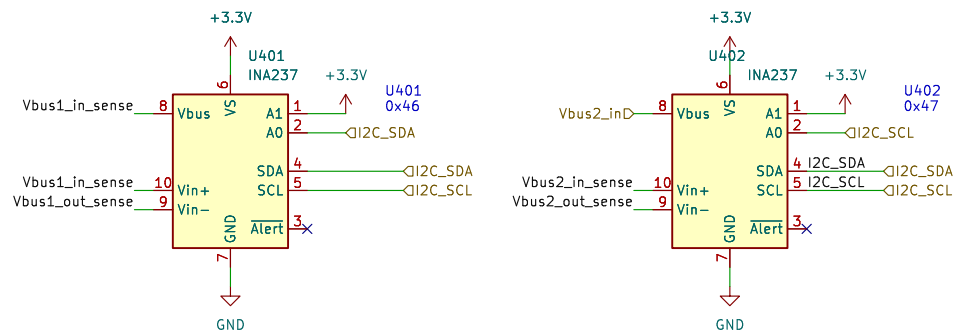 +3.3V
U401
INA237
+3.3V
U401
0x46
6
VS
Vbus1_in_sense
8
Vbus
A1
1
A0
2
I2C_SDA
SDA
4
I2C_SDA
Vbus1_in_sense
10
Vin+
SCL
5
I2C_SCL
Vbus1_out_sense
9
Vin-
Alert
3
GND
7
GND
+3.3V
U402
INA237
+3.3V
U402
0x47
6
VS
Vbus2_in
8
Vbus
A1
1
A0
2
I2C_SCL
SDA
4
I2C_SDA
I2C_SDA
Vbus2_in_sense
10
Vin+
SCL
5
I2C_SCL
I2C_SCL
Vbus2_out_sense
9
Vin-
Alert
3
GND
7
GND